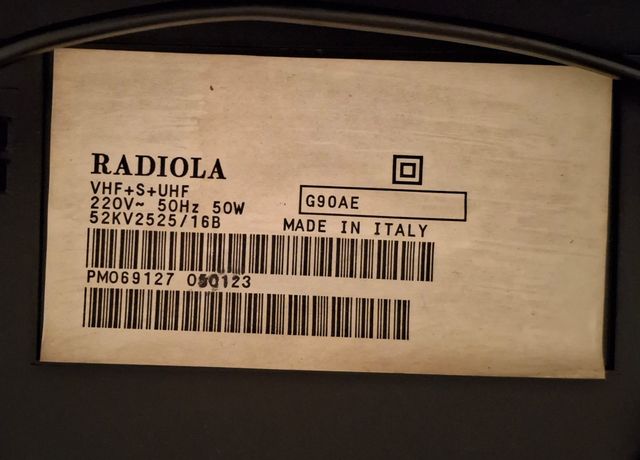 RADIOLA
VHF+S+UHF
220V~ 50Hz 50W
52KV2525/16B
G90AE
MADE IN ITALY
PM069127 050123